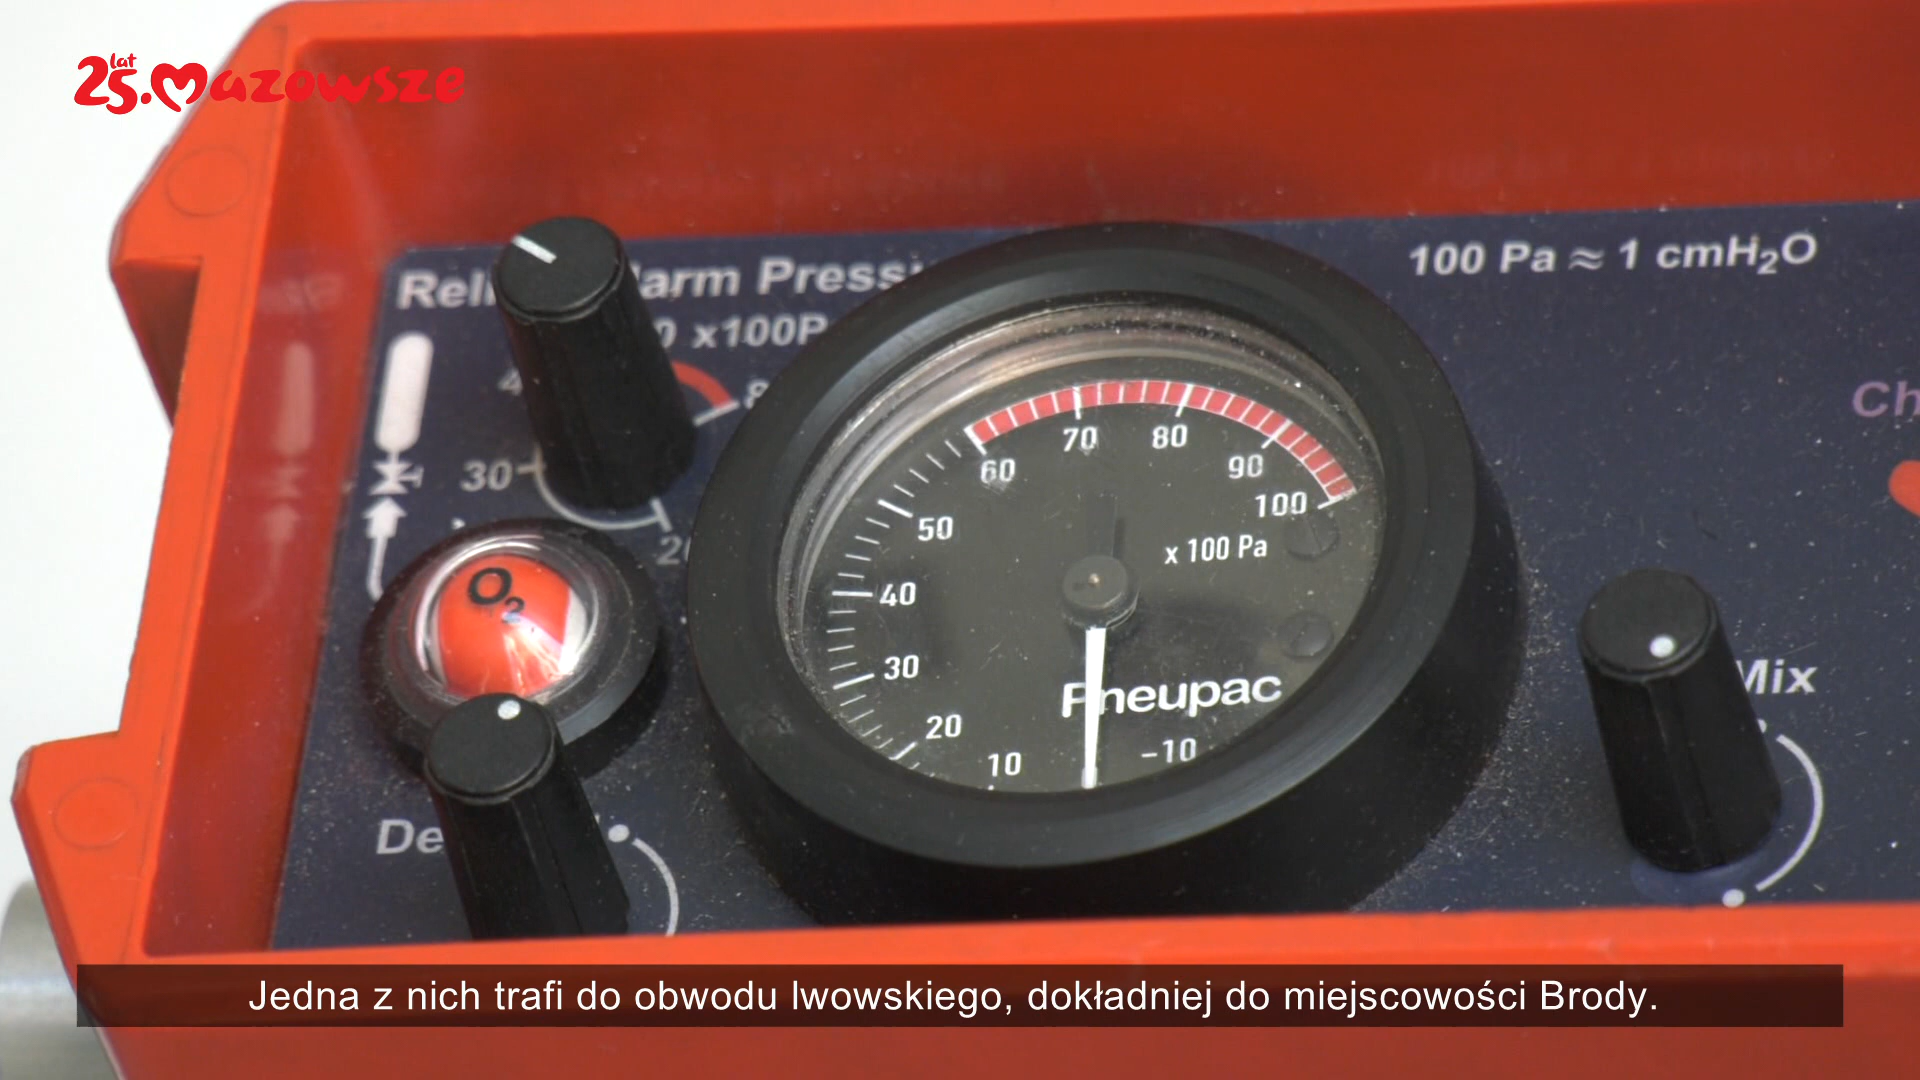 25 lat. Mazowsze
100 Pa ≈ 1 cmH₂O
x100P
30
O₂
60
70
80
90
100
50
40
30
20
10
-10
x 100 Pa
Pneupac
Mix
Jedna z nich trafi do obwodu lwowskiego, dokładniej do miejscowości Brody.